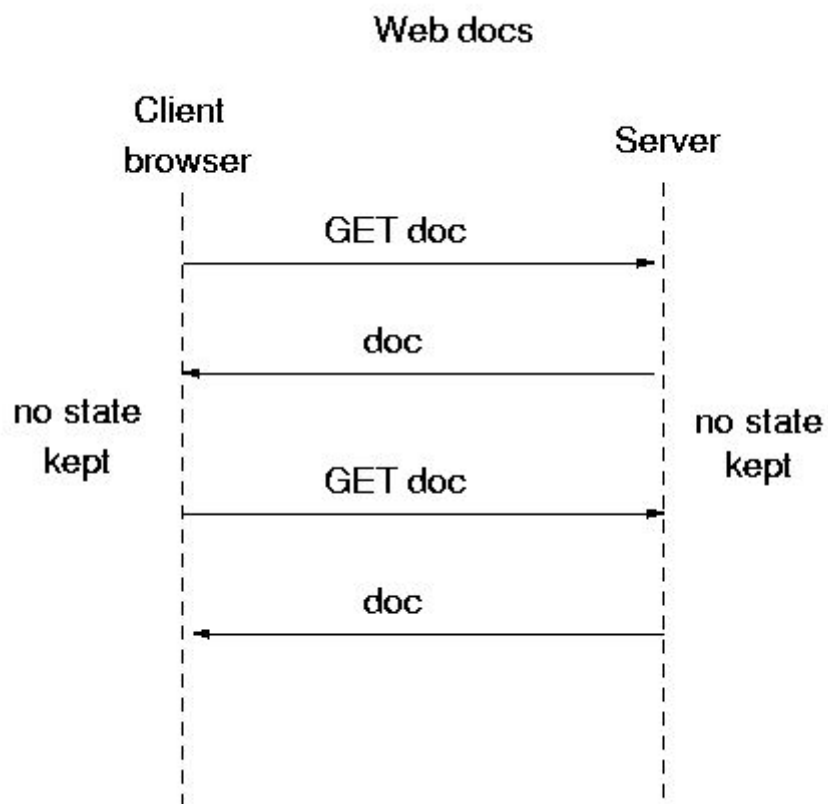 Web docs
Client
browser
Server
GET doc
doc
no state
kept
no state
kept
GET doc
doc